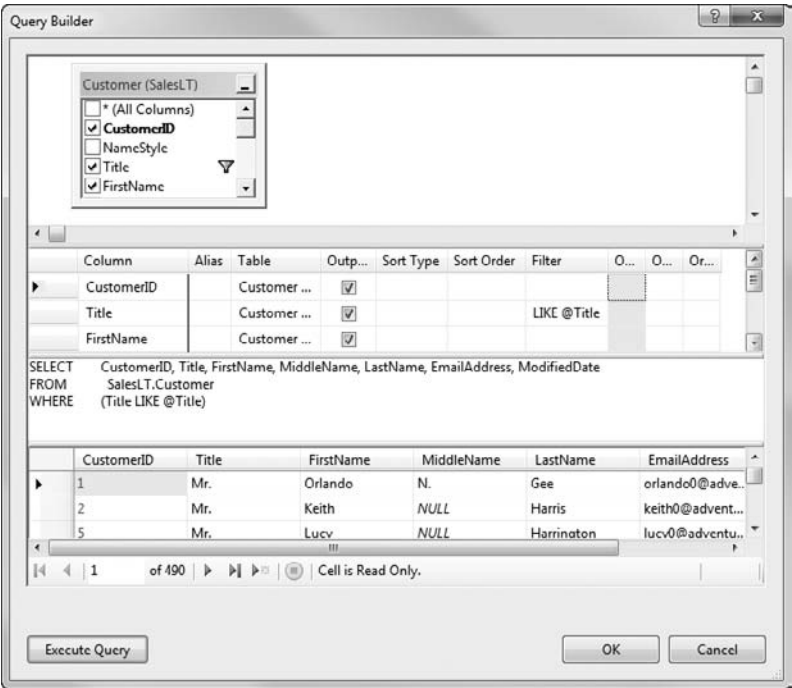 Query Builder
?
Customer (SalesLT)
* (All Columns)
CustomerID
NameStyle
Title
FirstName
Column Alias Table Outp... Sort Type Sort Order Filter O... O... Or...
CustomerID Customer ...
Title Customer ... LIKE @Title
FirstName Customer ...
SELECT CustomerID, Title, FirstName, MiddleName, LastName, EmailAddress, ModifiedDate
FROM SalesLT.Customer
WHERE (Title LIKE @Title)
CustomerID Title FirstName MiddleName LastName EmailAddress
1 Mr. Orlando N. Gee orlando0@adve...
2 Mr. Keith NULL Harris keith0@advent...
5 Mr. Lucy NULL Harrington lucy0@adventu...
1 of 490 Cell is Read Only.
Execute Query OK Cancel